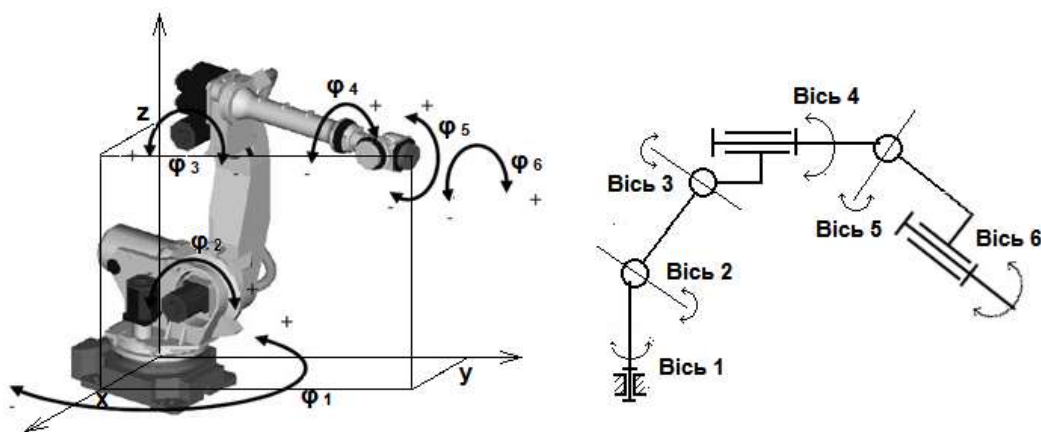 z
φ 4
+
+
φ 5
φ 6
+
-
φ 3
-
-
-
-
+
φ 2
+
+
x
y
φ 1
-
Вісь 4
Вісь 3
Вісь 5
Вісь 6
Вісь 2
Вісь 1